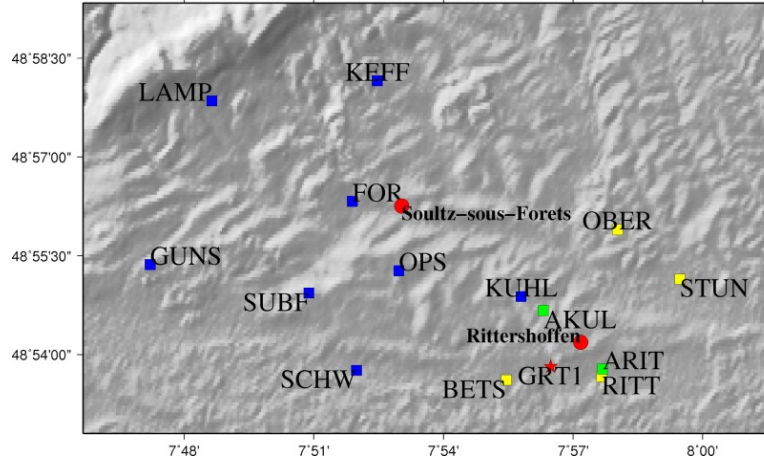 48°58'30"
KFFF
LAMP
48°57'00"
FOR
Soultz-sous-Forets
OBER
48°55'30"
GUNS
OPS
KUHL
STUN
SUBF
AKUL
Rittershoffen
48°54'00"
ARIT
SCHW
GRT1
RITT
BETS
7°48'
7°51'
7°54'
7°57'
8°00'